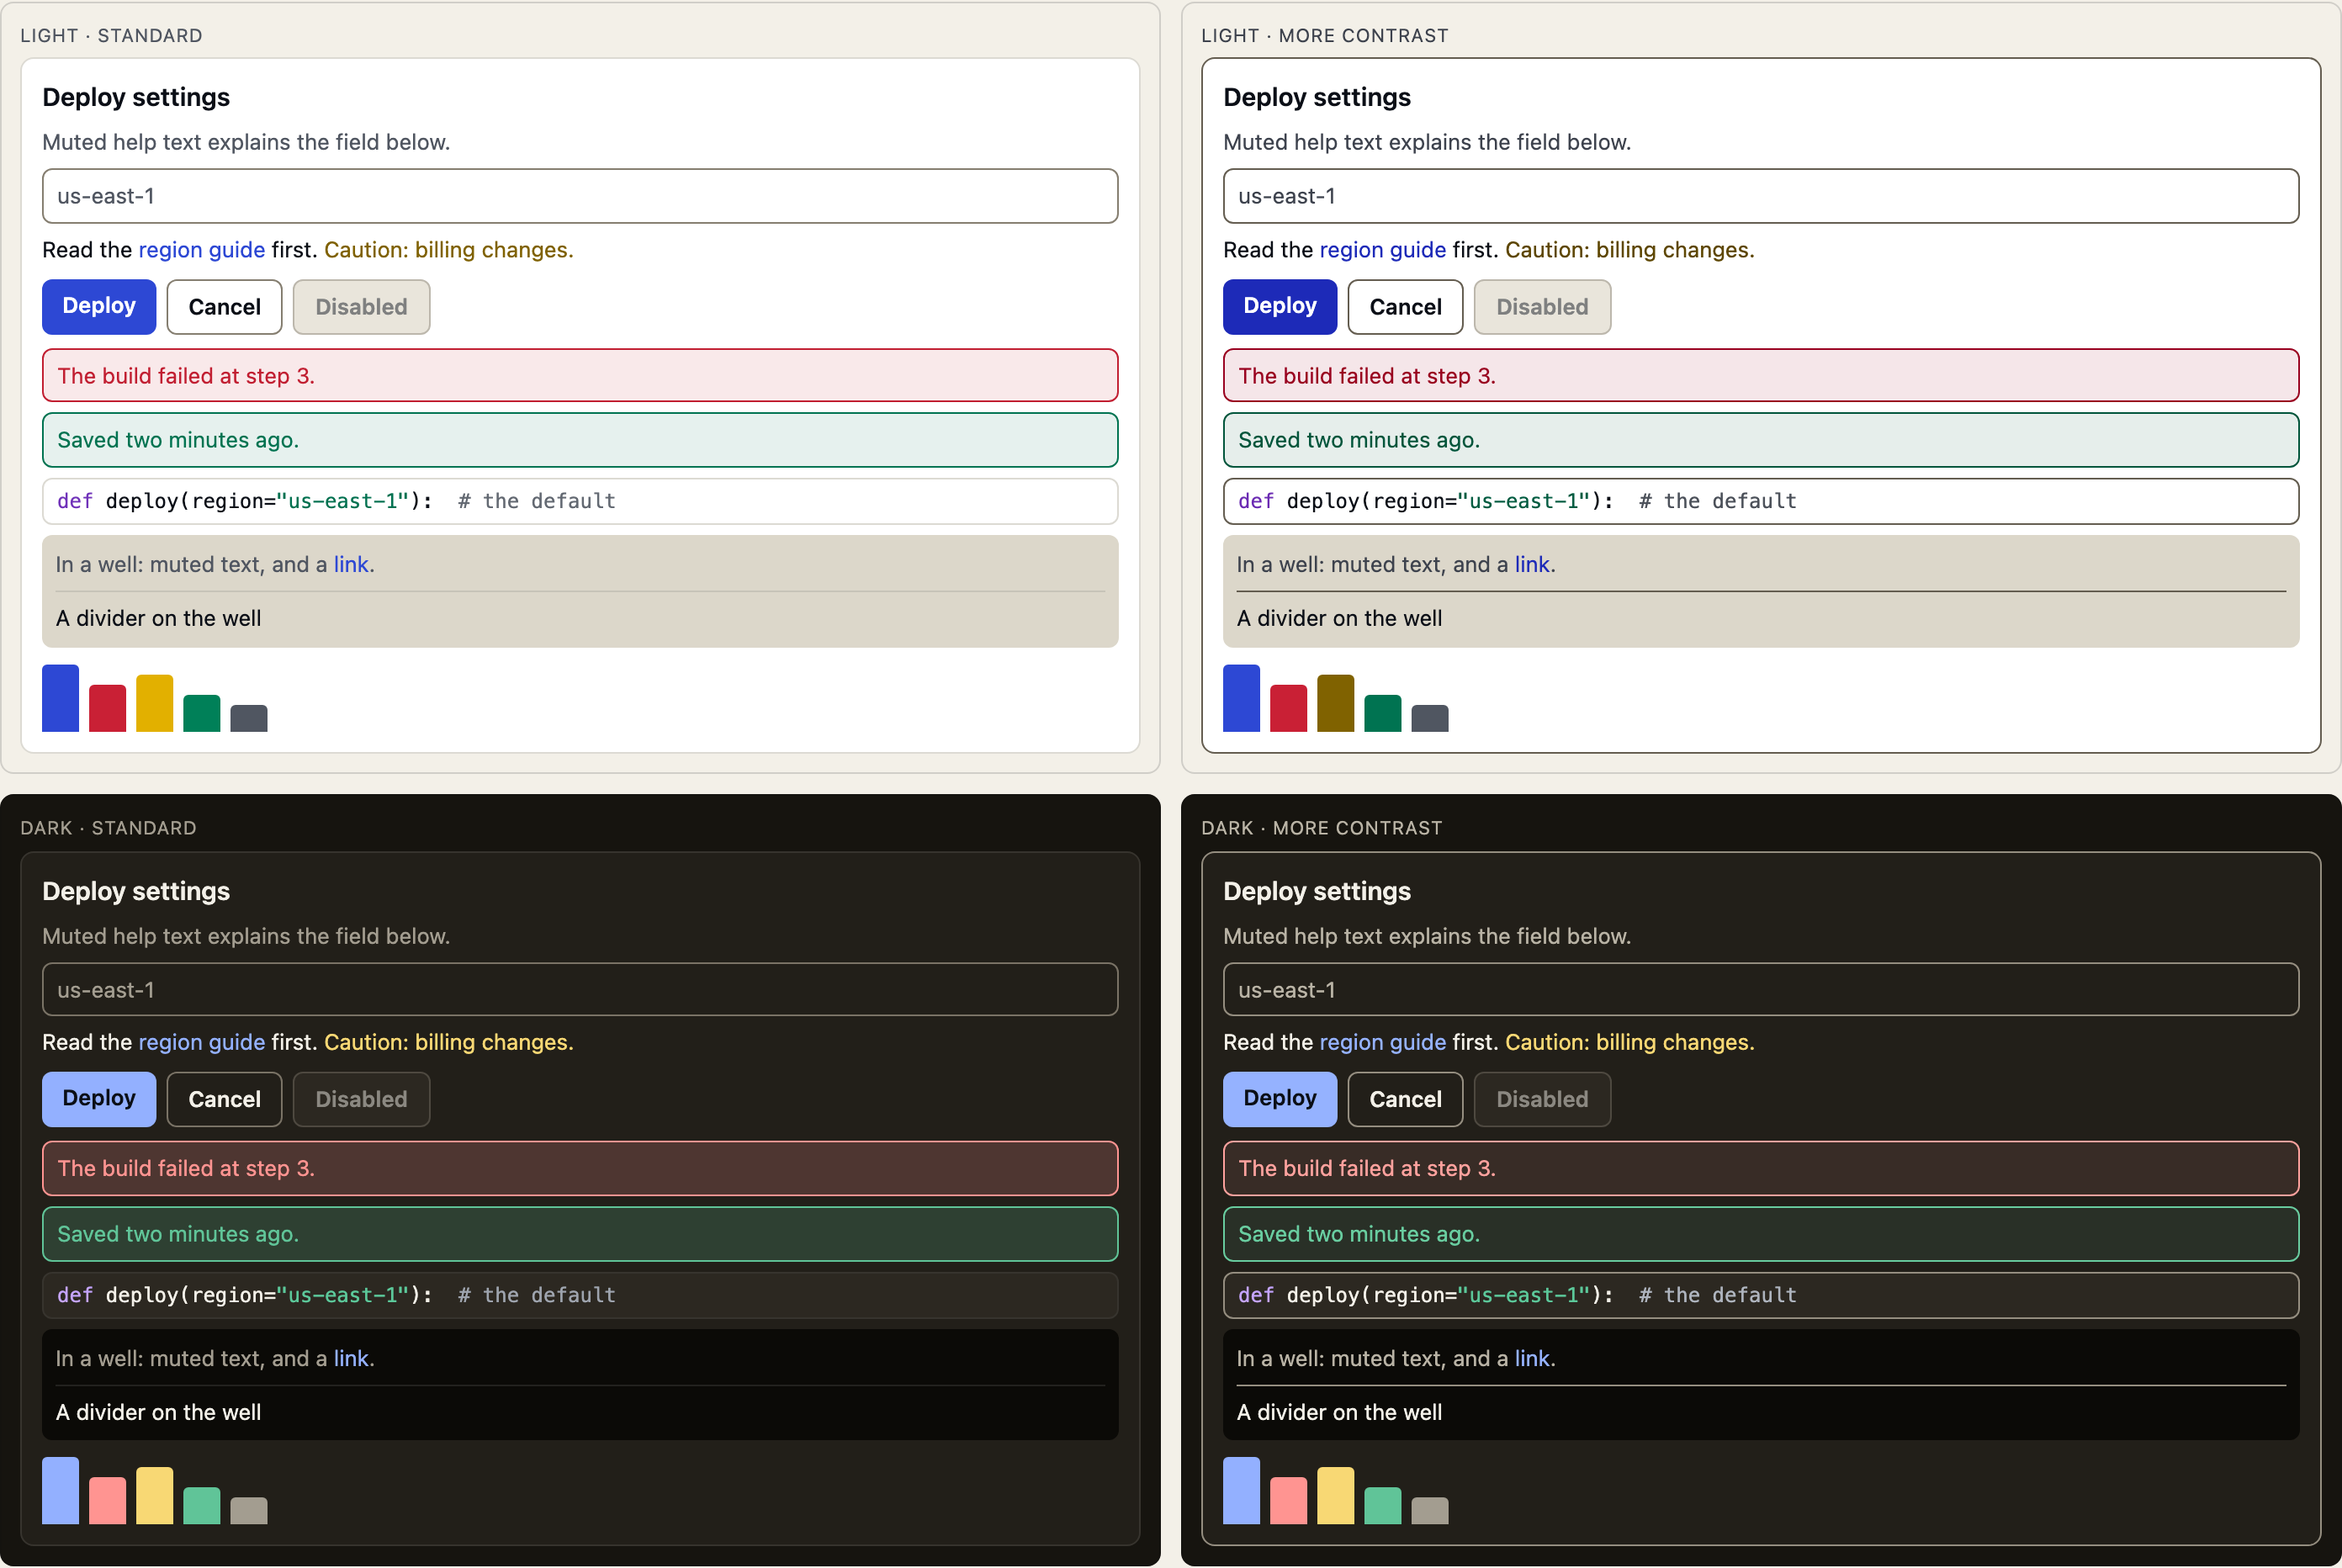 LIGHT · STANDARD
Deploy settings
Muted help text explains the field below.
us-east-1
Read the region guide first. Caution: billing changes.
Deploy Cancel Disabled
The build failed at step 3.
Saved two minutes ago.
def deploy(region="us-east-1"):  # the default
In a well: muted text, and a link.
A divider on the well
LIGHT · MORE CONTRAST
Deploy settings
Muted help text explains the field below.
us-east-1
Read the region guide first. Caution: billing changes.
Deploy Cancel Disabled
The build failed at step 3.
Saved two minutes ago.
def deploy(region="us-east-1"):  # the default
In a well: muted text, and a link.
A divider on the well
DARK · STANDARD
Deploy settings
Muted help text explains the field below.
us-east-1
Read the region guide first. Caution: billing changes.
Deploy Cancel Disabled
The build failed at step 3.
Saved two minutes ago.
def deploy(region="us-east-1"):  # the default
In a well: muted text, and a link.
A divider on the well
DARK · MORE CONTRAST
Deploy settings
Muted help text explains the field below.
us-east-1
Read the region guide first. Caution: billing changes.
Deploy Cancel Disabled
The build failed at step 3.
Saved two minutes ago.
def deploy(region="us-east-1"):  # the default
In a well: muted text, and a link.
A divider on the well